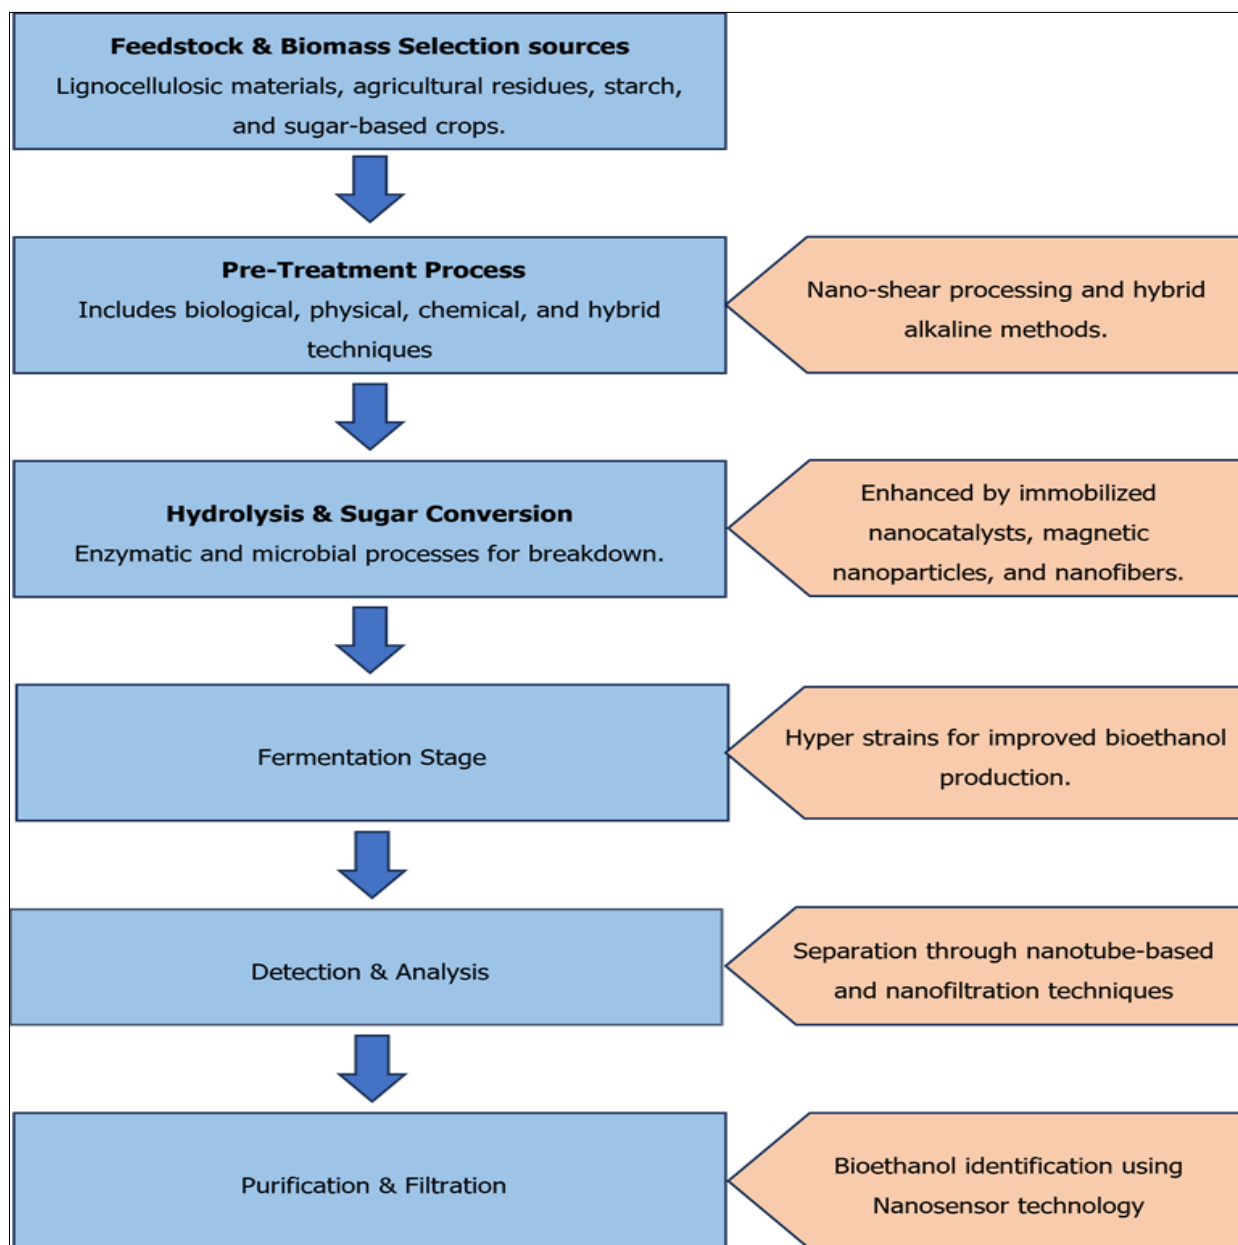 Feedstock & Biomass Selection sources
Lignocellulosic materials, agricultural residues, starch,
and sugar-based crops.
Pre-Treatment Process
Includes biological, physical, chemical, and hybrid
techniques
Nano-shear processing and hybrid
alkaline methods.
Hydrolysis & Sugar Conversion
Enzymatic and microbial processes for breakdown.
Enhanced by immobilized
nanocatalysts, magnetic
nanoparticles, and nanofibers.
Fermentation Stage
Hyper strains for improved bioethanol
production.
Detection & Analysis
Separation through nanotube-based
and nanofiltration techniques
Purification & Filtration
Bioethanol identification using
Nanosensor technology